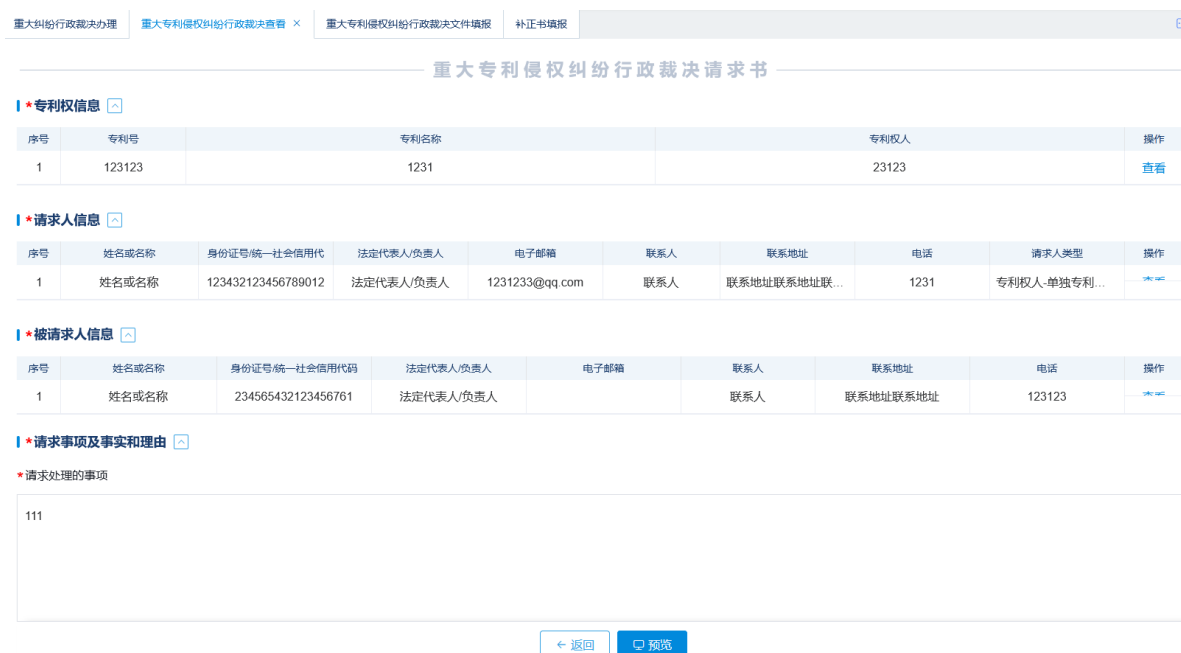 重大纠纷行政裁决办理 重大专利侵权纠纷行政裁决查看 × 重大专利侵权纠纷行政裁决文件填报 补正书填报
重大专利侵权纠纷行政裁决请求书
*专利权信息
序号 专利号 专利名称 专利权人 操作
1 123123 1231 23123 查看
*请求人信息
序号 姓名或名称 身份证号/统一社会信用代 法定代表人/负责人 电子邮箱 联系人 联系地址 电话 请求人类型 操作
1 姓名或名称 123432123456789012 法定代表人/负责人 1231233@qq.com 联系人 联系地址联系地址联... 1231 专利权人-单独专利...
*被请求人信息
序号 姓名或名称 身份证号/统一社会信用代码 法定代表人/负责人 电子邮箱 联系人 联系地址 电话 操作
1 姓名或名称 234565432123456761 法定代表人/负责人 联系人 联系地址联系地址 123123
*请求事项及事实和理由
*请求处理的事项
111
返回 预览